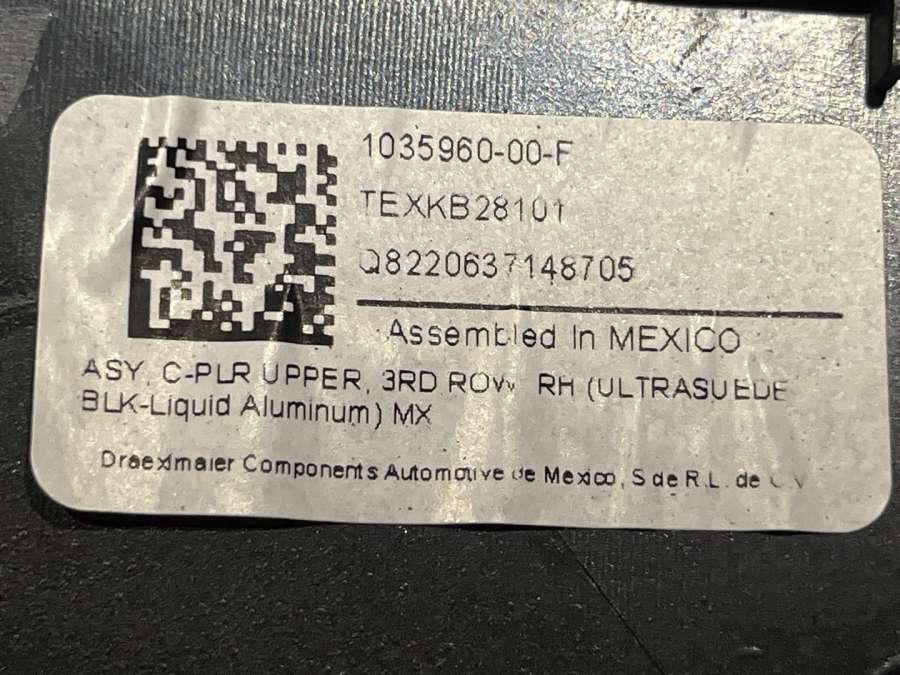 1035960-00-F
TEXKB28101
Q8220637148705
Assembled In MEXICO
ASY, C-PLR UPPER, 3RD ROW, RH (ULTRASUEDE
BLK-Liquid Aluminum) MX
Draexlmaier Components Automotive de Mexico, S de R.L. de